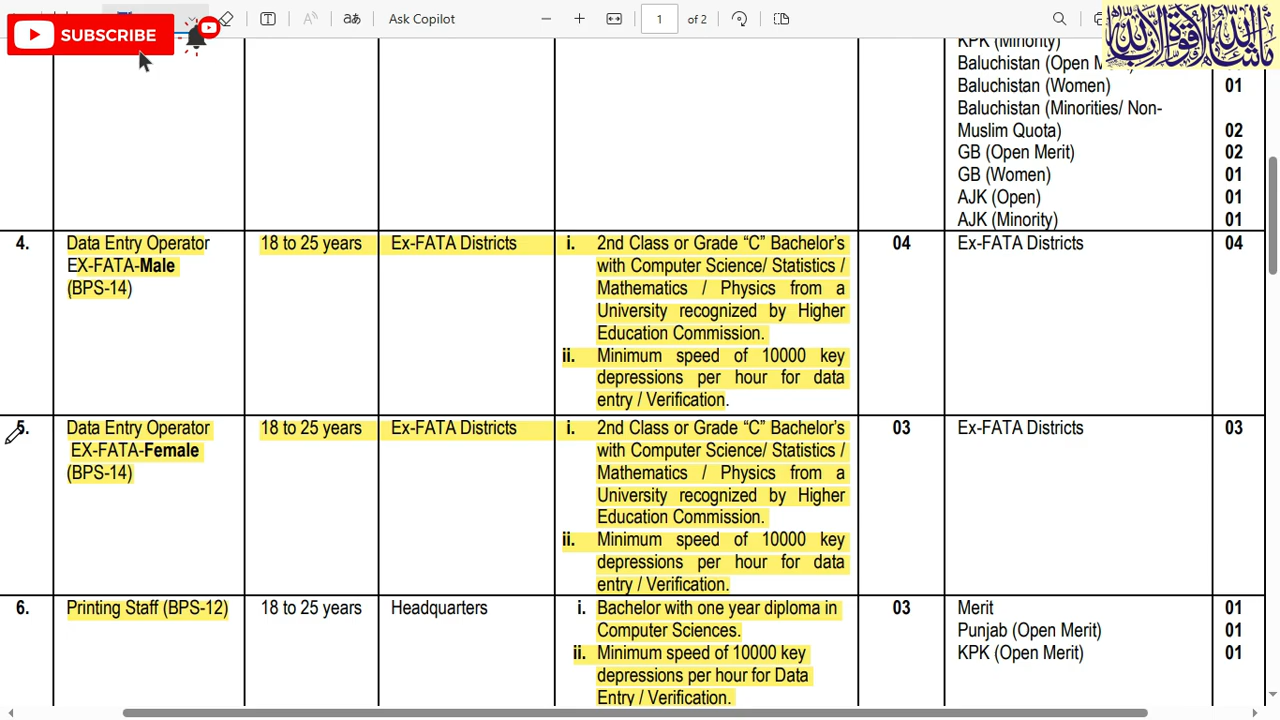 Ask Copilot
1 of 2
SUBSCRIBE
ما شاء الله لا قوة إلا بالله
KPK (Minority)
Baluchistan (Open
Baluchistan (Women) 01
Baluchistan (Minorities/ Non-
Muslim Quota) 02
GB (Open Merit) 02
GB (Women) 01
AJK (Open) 01
AJK (Minority) 01
4. Data Entry Operator 18 to 25 years Ex-FATA Districts i. 2nd Class or Grade “C” Bachelor’s 04 Ex-FATA Districts 04
EX-FATA-Male with Computer Science/ Statistics /
(BPS-14) Mathematics / Physics from a
University recognized by Higher
Education Commission.
ii. Minimum speed of 10000 key
depressions per hour for data
entry / Verification.
5. Data Entry Operator 18 to 25 years Ex-FATA Districts i. 2nd Class or Grade “C” Bachelor’s 03 Ex-FATA Districts 03
EX-FATA-Female with Computer Science/ Statistics /
(BPS-14) Mathematics / Physics from a
University recognized by Higher
Education Commission.
ii. Minimum speed of 10000 key
depressions per hour for data
entry / Verification.
6. Printing Staff (BPS-12) 18 to 25 years Headquarters i. Bachelor with one year diploma in 03 Merit 01
Computer Sciences. Punjab (Open Merit) 01
ii. Minimum speed of 10000 key KPK (Open Merit) 01
depressions per hour for Data
Entry / Verification.